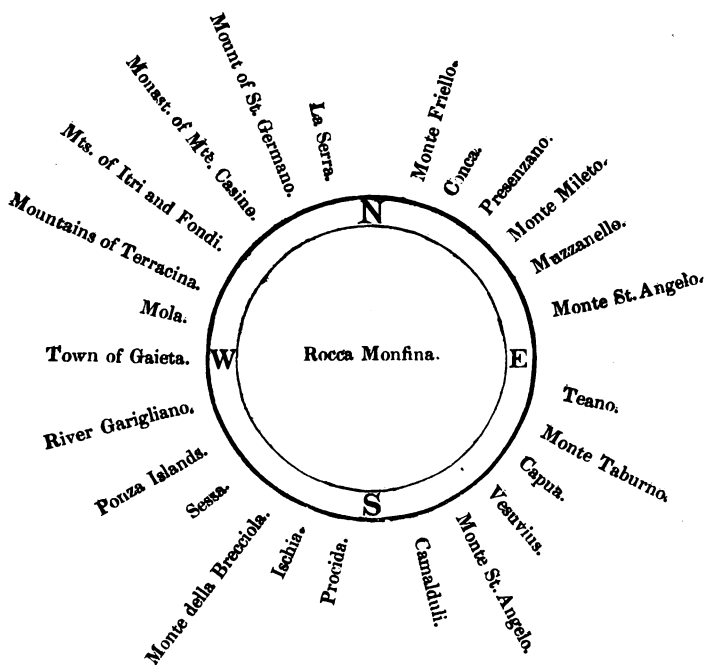 N
Monte Friello.
Conca.
Presenzano.
Monte Mileto.
Muzzanello.
Monte St. Angelo.
E
Teano.
Monte Taburno.
Capua.
Vesuvius.
Monte St. Angelo.
Camalduli.
S
Procida.
Ischia.
Monte della Brecciola.
Sessa.
Ponza Islands.
River Garigliano.
W
Town of Gaieta.
Mola.
Mountains of Terracina.
Mts. of Itri and Fondi.
Monast. of Mte. Casino.
Mount of St. Germano.
La Serra.
Rocca Monfina.